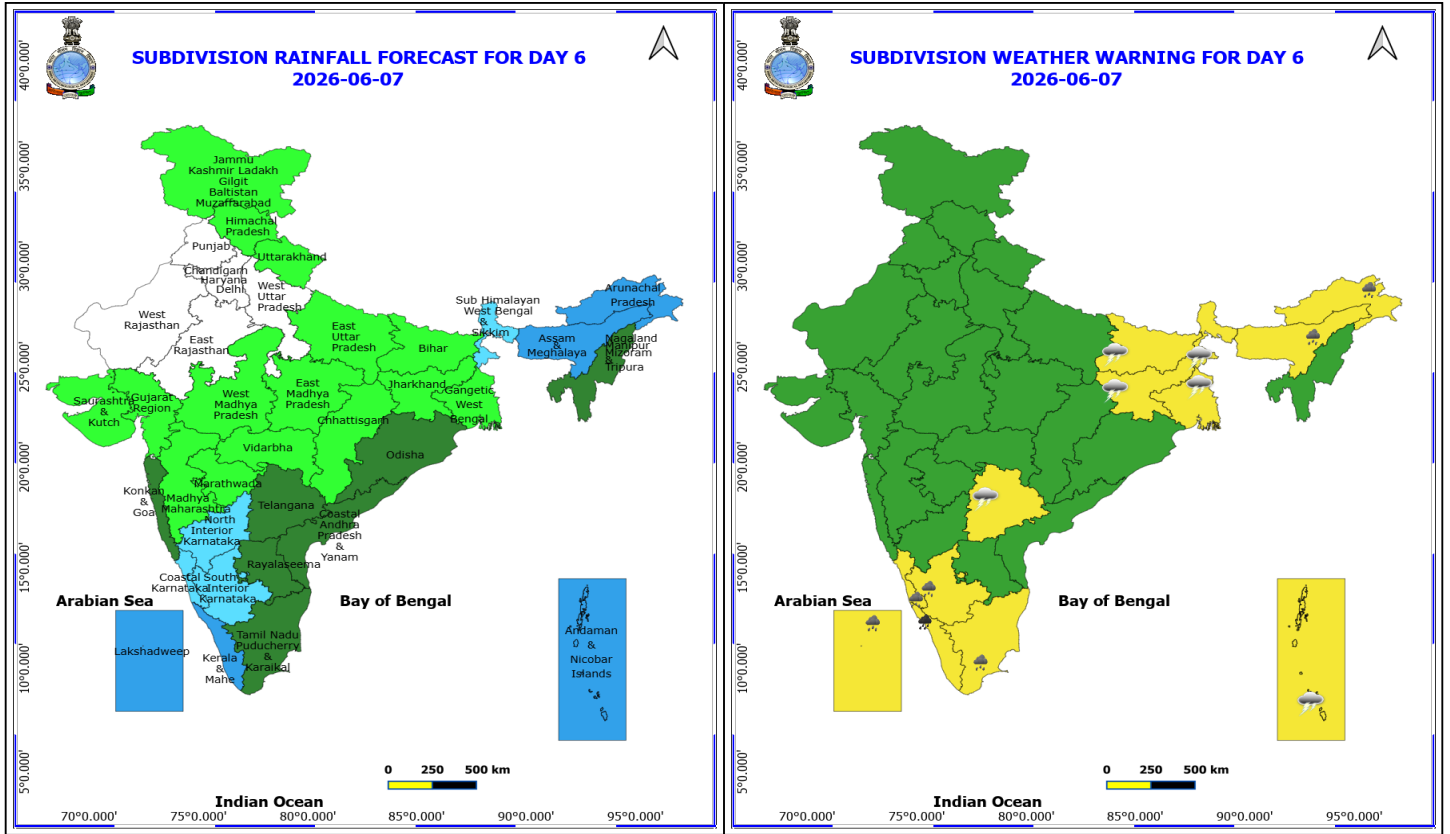 SUBDIVISION RAINFALL FORECAST FOR DAY 6
2026-06-07
40°0.000'
35°0.000'
30°0.000'
25°0.000'
20°0.000'
15°0.000'
10°0.000'
5°0.000'
Jammu
Kashmir Ladakh
Gilgit
Baltistan
Muzaffarabad
Himachal
Pradesh
Punjab
Uttarakhand
Chandigarh
Haryana
Delhi
West
Uttar
Pradesh
West
Rajasthan
East
Rajasthan
East
Uttar
Pradesh
Bihar
Sub Himalayan
West Bengal
&
Sikkim
Arunachal
Pradesh
Assam
&
Meghalaya
Nagaland
Manipur
Mizoram
&
Tripura
Saurashtra
&
Kutch
Gujarat
Region
West
Madhya
Pradesh
East
Madhya
Pradesh
Jharkhand
Gangetic
West
Bengal
Chhattisgarh
Vidarbha
Odisha
Konkan
&
Goa
Madhya
Maharashtra
Marathwada
Telangana
North
Interior
Karnataka
Coastal
Andhra
Pradesh
&
Yanam
Rayalaseema
Coastal
Karnataka
South
Interior
Karnataka
Arabian Sea
Bay of Bengal
Lakshadweep
Kerala
&
Mahe
Tamil Nadu
Puducherry
&
Karaikal
Andaman
&
Nicobar
Islands
0 250 500 km
Indian Ocean
70°0.000' 75°0.000' 80°0.000' 85°0.000' 90°0.000' 95°0.000'
SUBDIVISION WEATHER WARNING FOR DAY 6
2026-06-07
40°0.000'
35°0.000'
30°0.000'
25°0.000'
20°0.000'
15°0.000'
10°0.000'
5°0.000'
Arabian Sea
Bay of Bengal
0 250 500 km
Indian Ocean
70°0.000' 75°0.000' 80°0.000' 85°0.000' 90°0.000' 95°0.000'